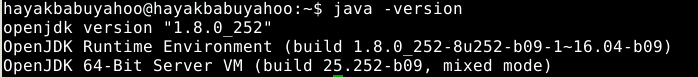 hayakbabuyahoo@hayakbabuyahoo:~$ java -version
openjdk version "1.8.0_252"
OpenJDK Runtime Environment (build 1.8.0_252-8u252-b09-1~16.04-b09)
OpenJDK 64-Bit Server VM (build 25.252-b09, mixed mode)